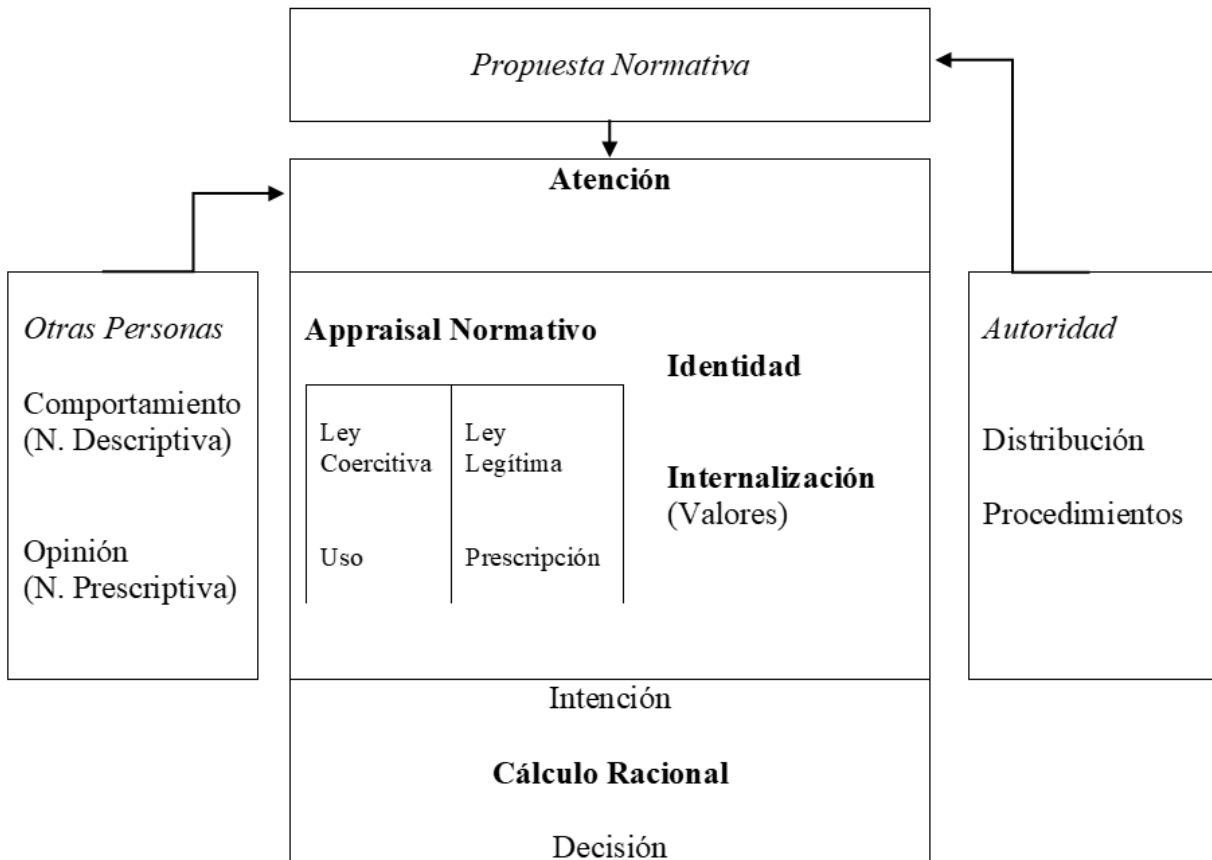 Propuesta Normativa
Atención
Otras Personas
Comportamiento
(N. Descriptiva)
Opinión
(N. Prescriptiva)
Appraisal Normativo
Ley
Coercitiva
Ley
Legítima
Uso
Prescripción
Identidad
Internalización
(Valores)
Autoridad
Distribución
Procedimientos
Intención
Cálculo Racional
Decisión